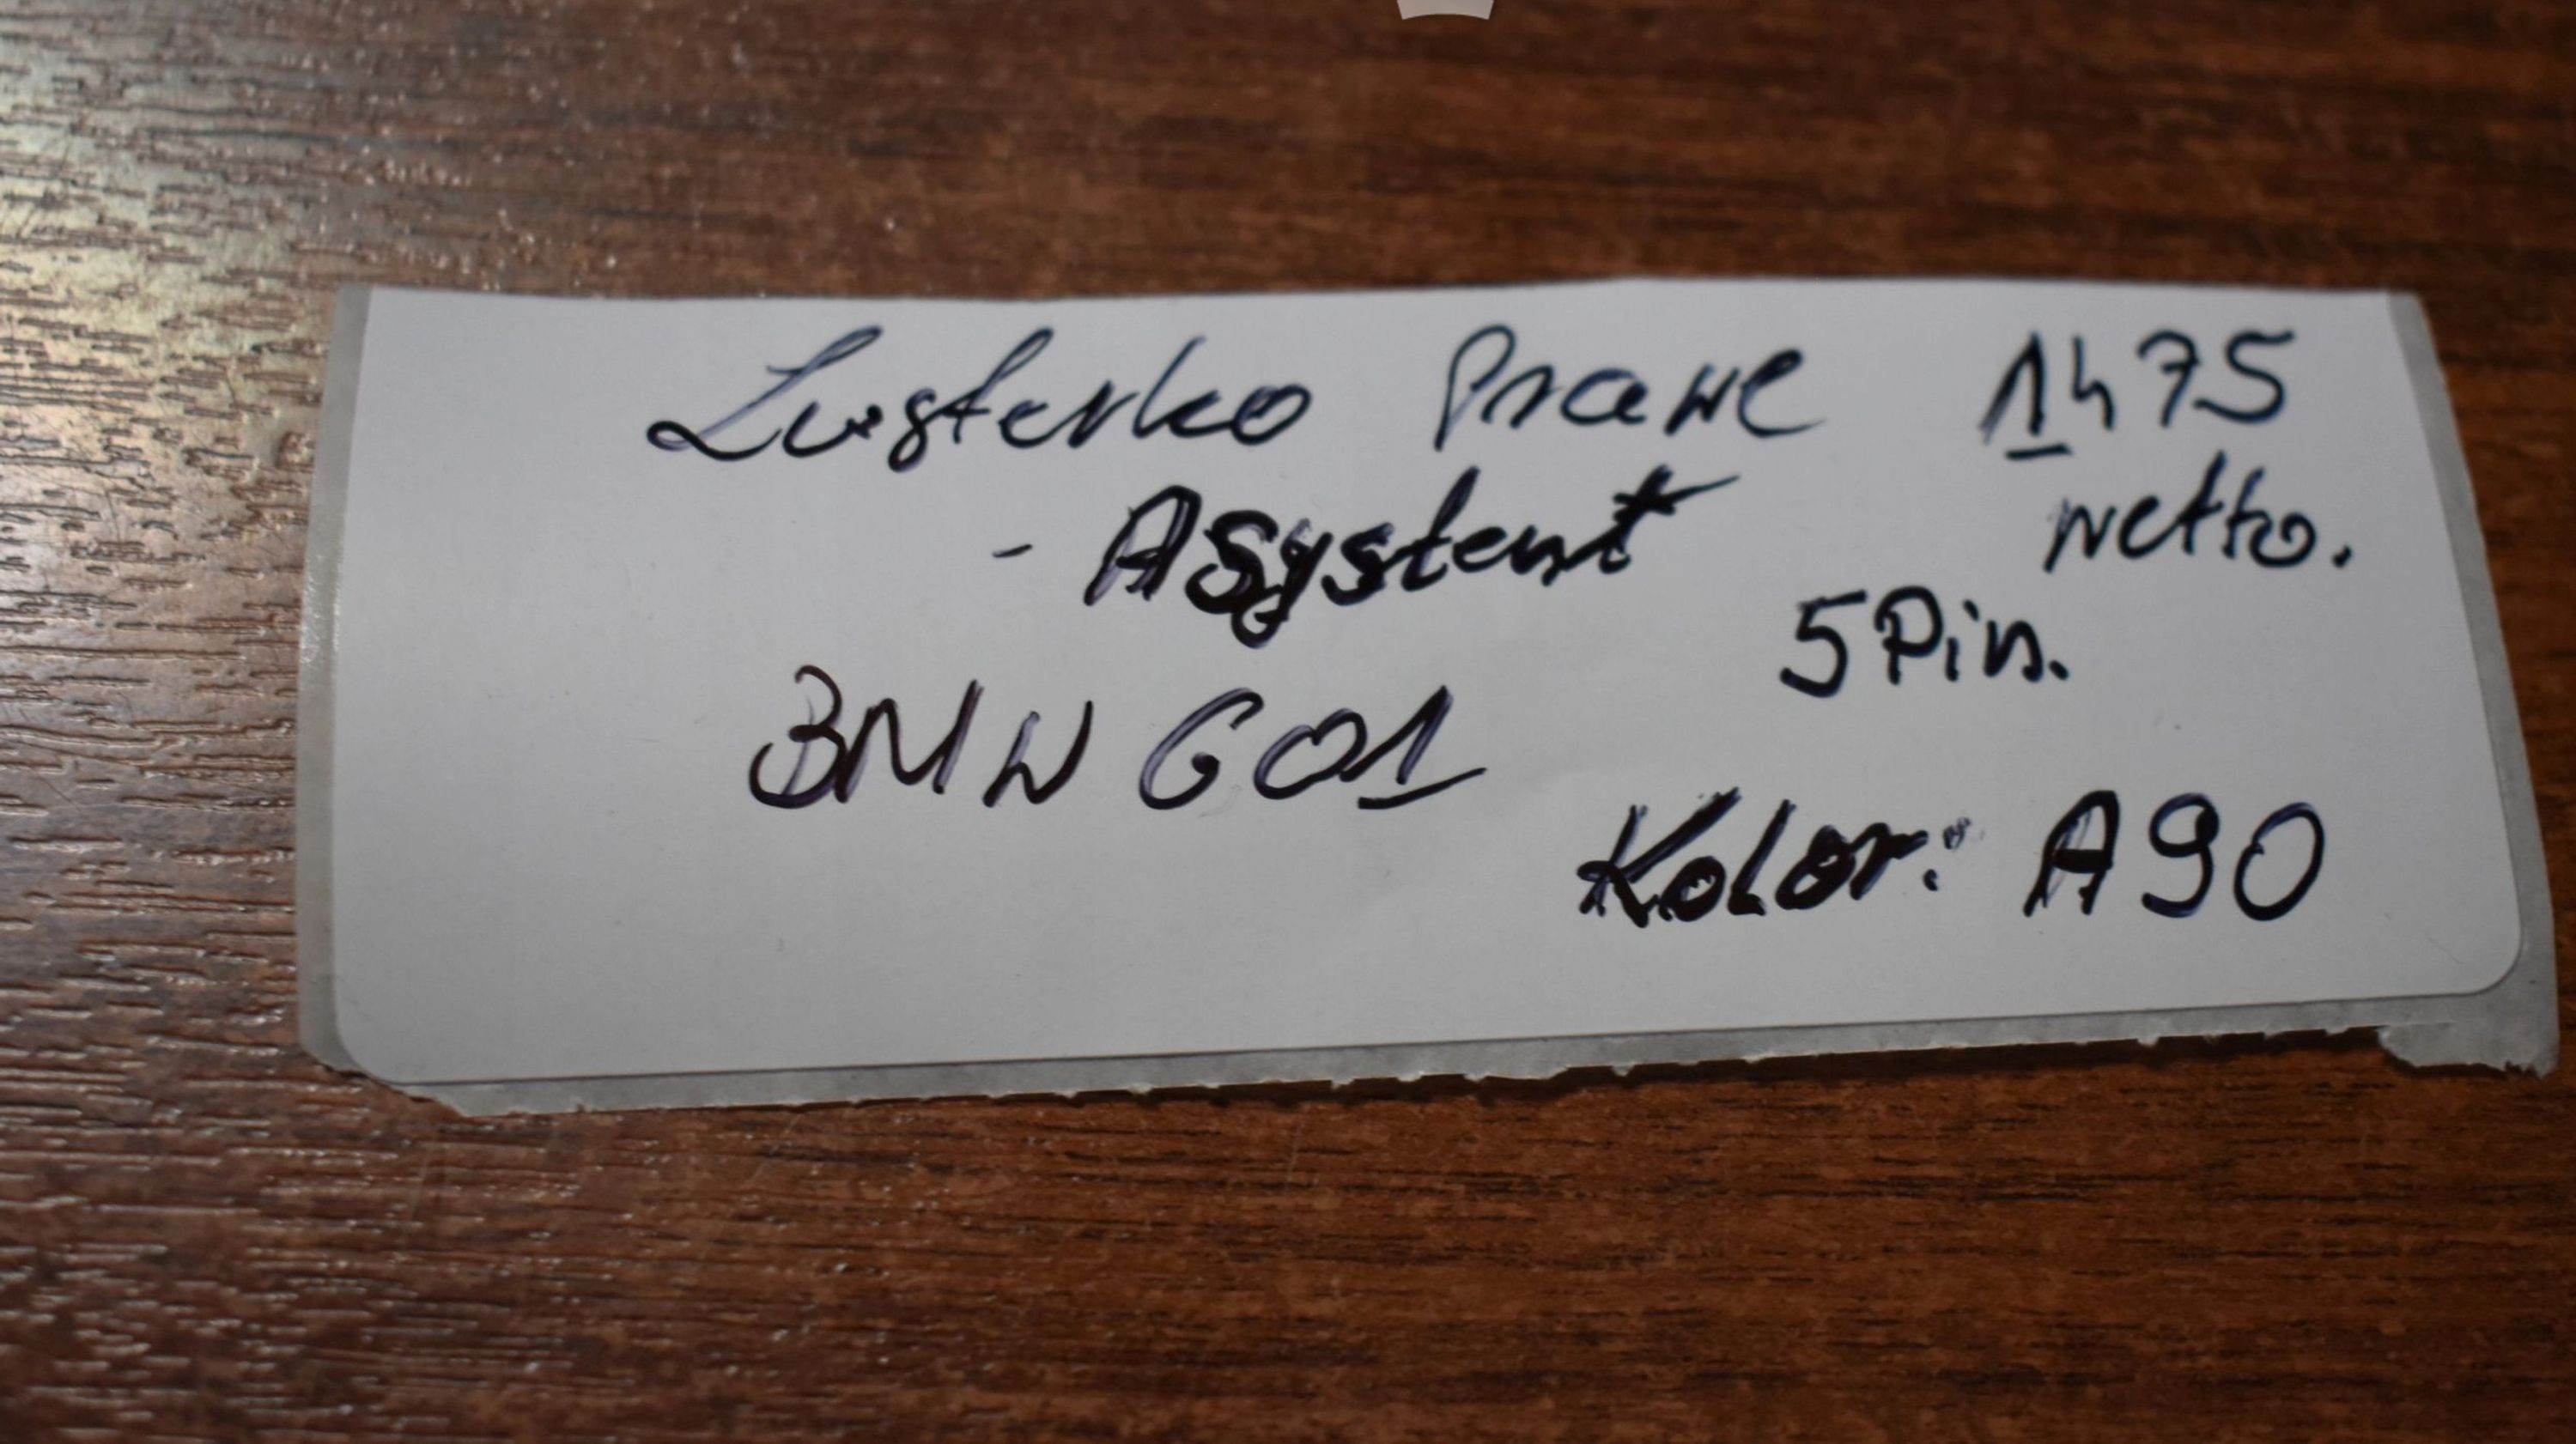 Lusterko Prawe 1475
- Asystent netto.
5Pin.
BMW G01
Kolor: A90